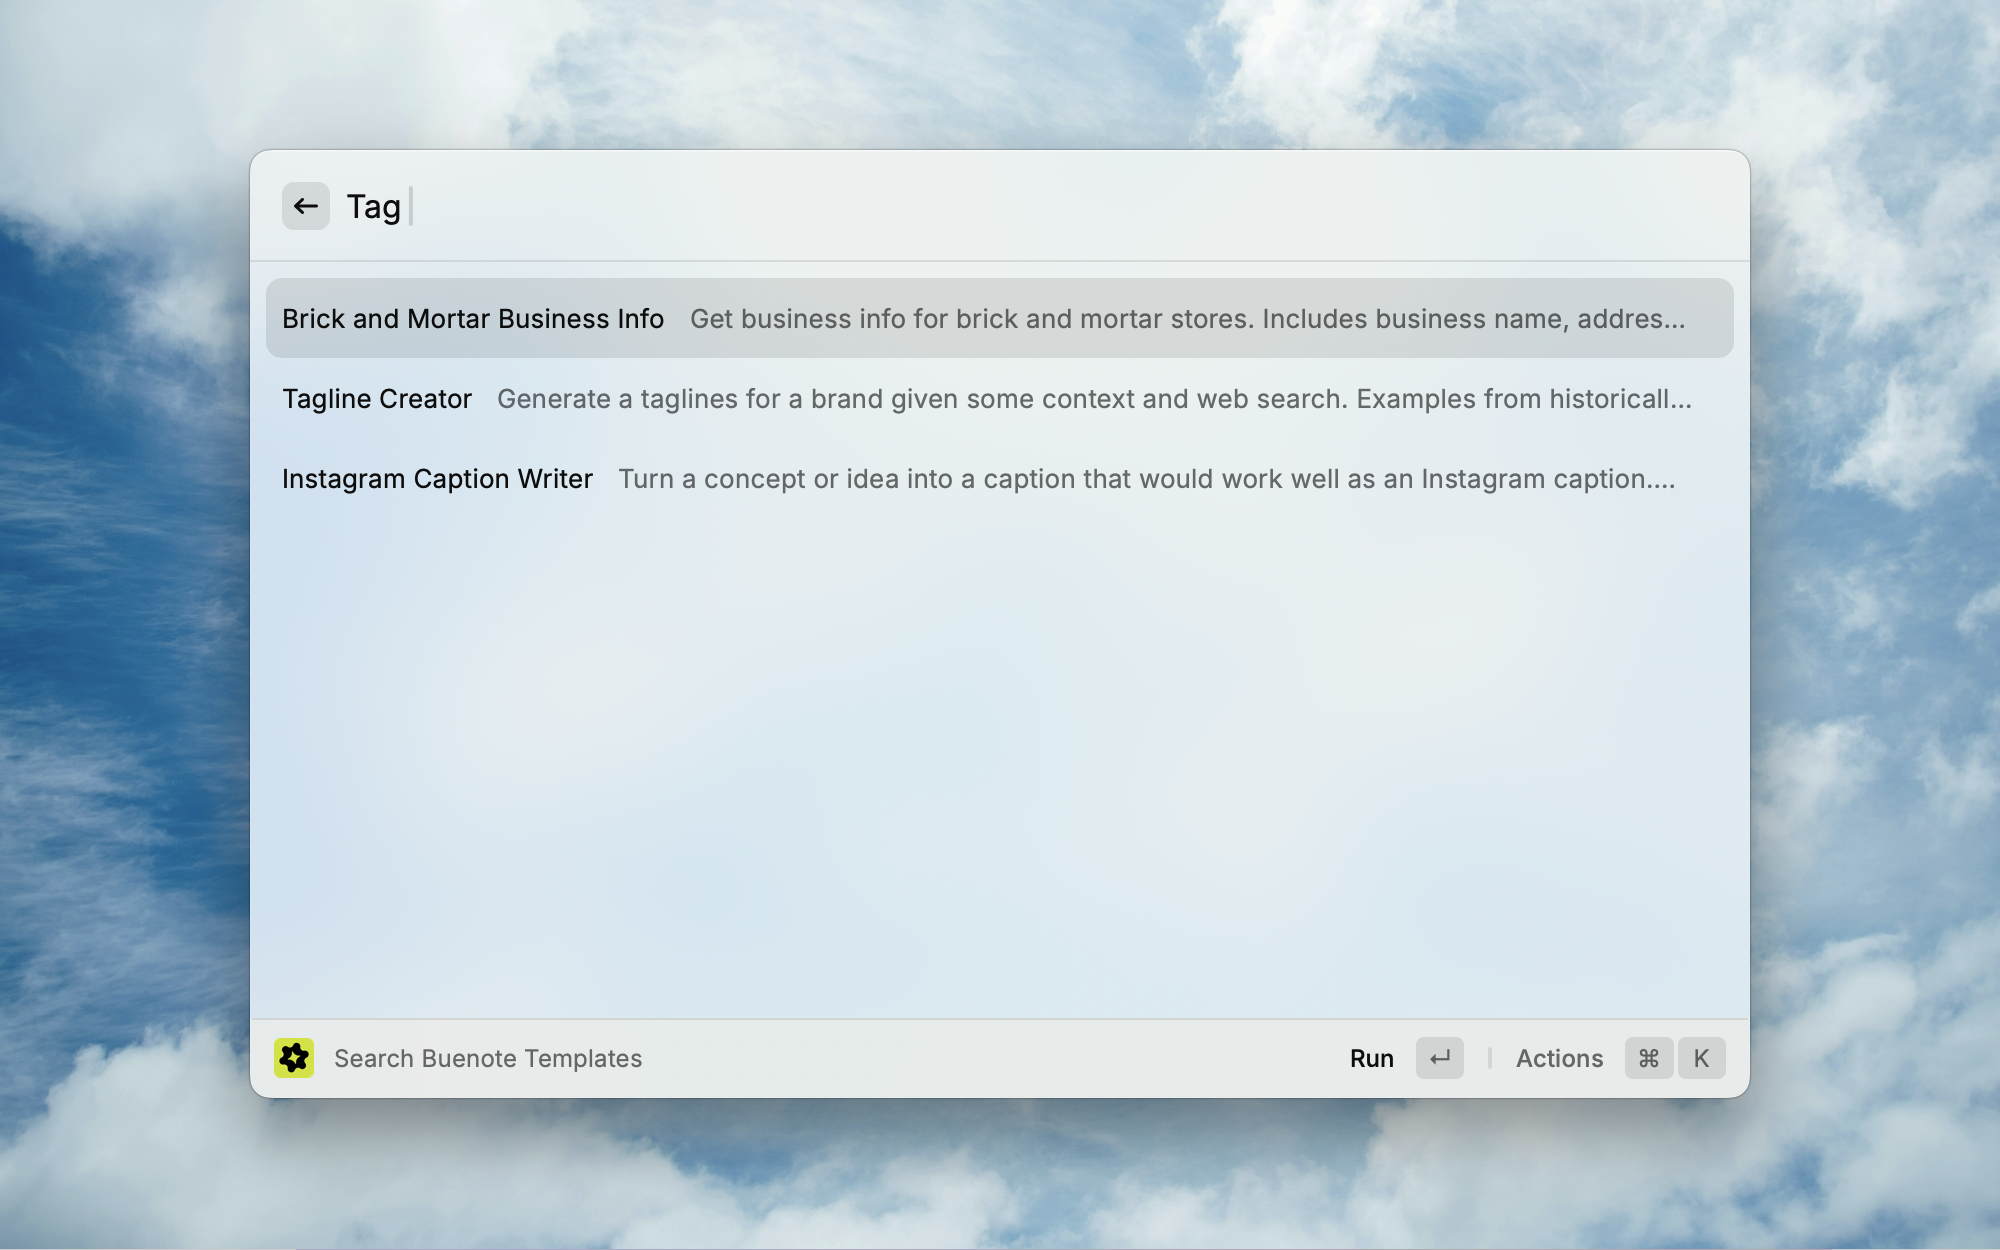 Tag
Brick and Mortar Business Info Get business info for brick and mortar stores. Includes business name, addres...
Tagline Creator Generate a taglines for a brand given some context and web search. Examples from historicall...
Instagram Caption Writer Turn a concept or idea into a caption that would work well as an Instagram caption....
Search Buenote Templates Run ↵ Actions ⌘ K